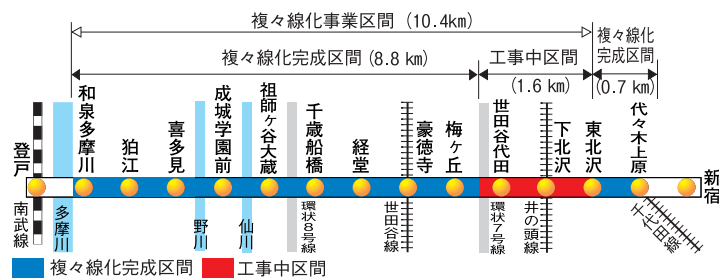 複々線化事業区間 (10.4km)
複々線化完成区間 (8.8 km)
工事中区間
(1.6 km)
複々線化
完成区間
(0.7 km)
登戸
和泉多摩川
狛江
喜多見
成城学園前
祖師ヶ谷大蔵
千歳船橋
経堂
豪徳寺
梅ヶ丘
世田谷代田
下北沢
東北沢
代々木上原
新宿
南武線
多摩川
野川
仙川
環状8号線
世田谷線
環状7号線
井の頭線
千代田線
複々線化完成区間
工事中区間